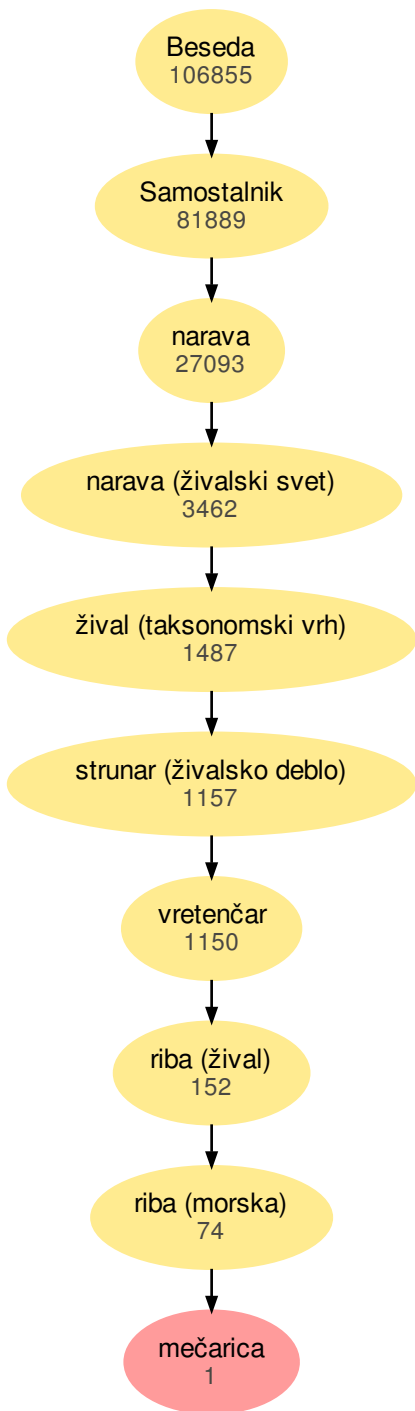 Beseda
106855
Samostalnik
81889
narava
27093
narava (živalski svet)
3462
žival (taksonomski vrh)
1487
strunar (živalsko deblo)
1157
vretenčar
1150
riba (žival)
152
riba (morska)
74
mečarica
1